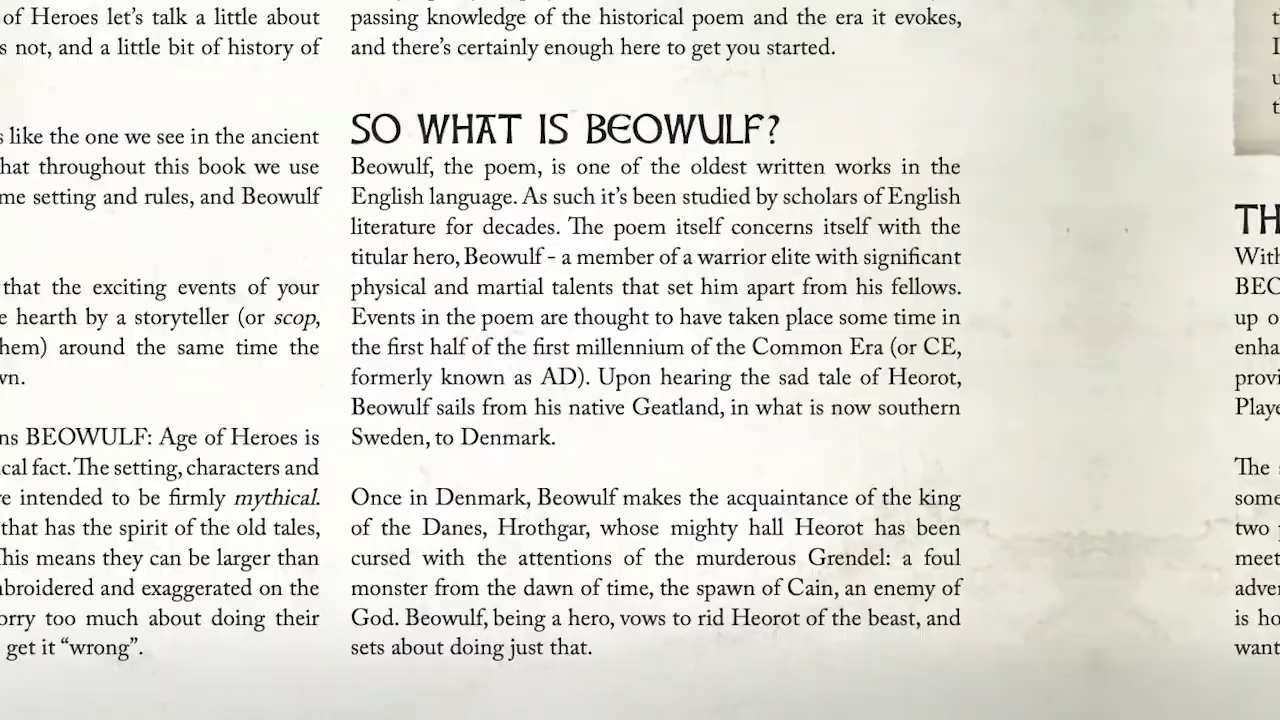 of Heroes let's talk a little about
s not, and a little bit of history of
s like the one we see in the ancient
hat throughout this book we use
me setting and rules, and Beowulf
that the exciting events of your
e hearth by a storyteller (or scop,
hem) around the same time the
wn.
ns BEOWULF: Age of Heroes is
cal fact. The setting, characters and
e intended to be firmly mythical.
that has the spirit of the old tales,
This means they can be larger than
mbroidered and exaggerated on the
orry too much about doing their
get it “wrong”.
passing knowledge of the historical poem and the era it evokes,
and there's certainly enough here to get you started.
SO WHAT IS BEOWULF?
Beowulf, the poem, is one of the oldest written works in the
English language. As such it's been studied by scholars of English
literature for decades. The poem itself concerns itself with the
titular hero, Beowulf - a member of a warrior elite with significant
physical and martial talents that set him apart from his fellows.
Events in the poem are thought to have taken place some time in
the first half of the first millennium of the Common Era (or CE,
formerly known as AD). Upon hearing the sad tale of Heorot,
Beowulf sails from his native Geatland, in what is now southern
Sweden, to Denmark.
Once in Denmark, Beowulf makes the acquaintance of the king
of the Danes, Hrothgar, whose mighty hall Heorot has been
cursed with the attentions of the murderous Grendel: a foul
monster from the dawn of time, the spawn of Cain, an enemy of
God. Beowulf, being a hero, vows to rid Heorot of the beast, and
sets about doing just that.
TH
With
BEO
up o
enha
provi
Playe
The
some
two
meet
adve
is ho
want